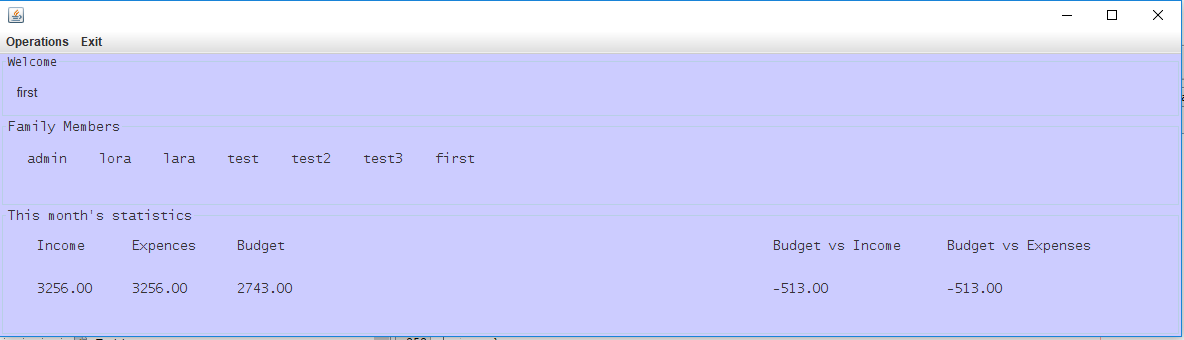 Operations Exit
Welcome
first
Family Members
admin lora lara test test2 test3 first
This month's statistics
Income Expences Budget Budget vs Income Budget vs Expenses
3256.00 3256.00 2743.00 -513.00 -513.00